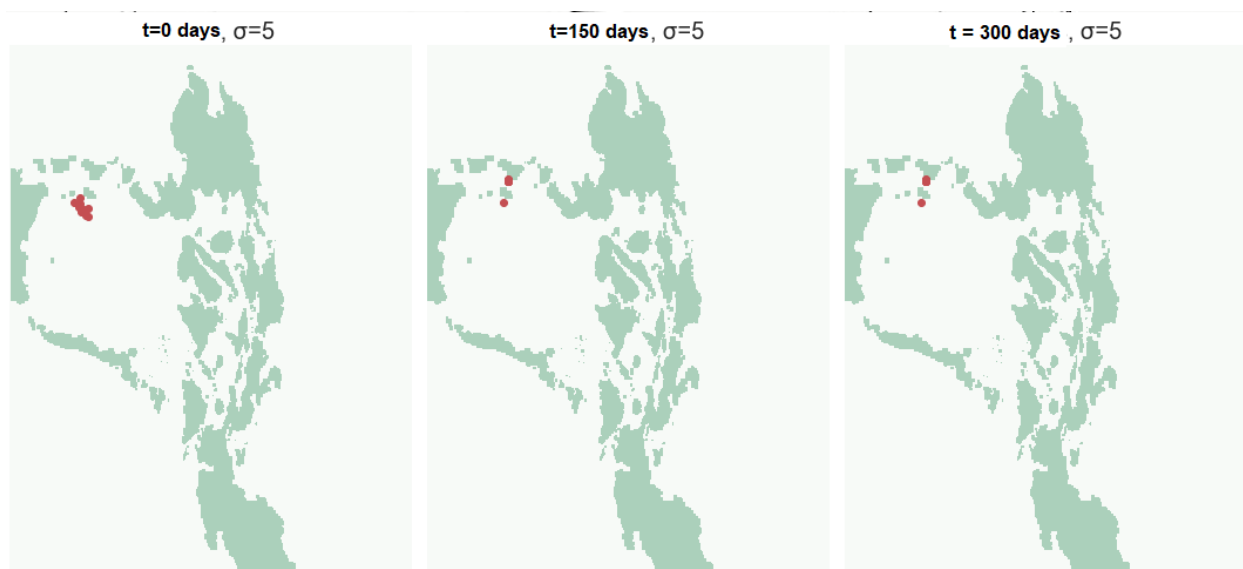 t=0 days, σ=5
t=150 days, σ=5
t = 300 days , σ=5